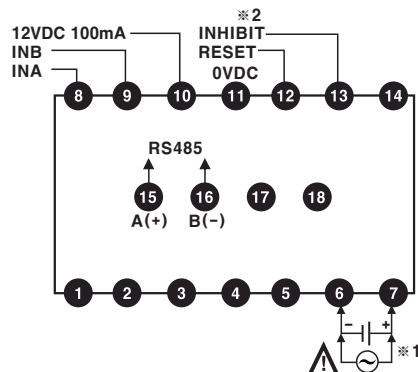 ※2
12VDC 100mA INHIBIT
INB RESET
INA 0VDC
8 9 10 11 12 13 14
RS485
15 16 17 18
A(+) B(-)
1 2 3 4 5 6 7
- +
! ※1